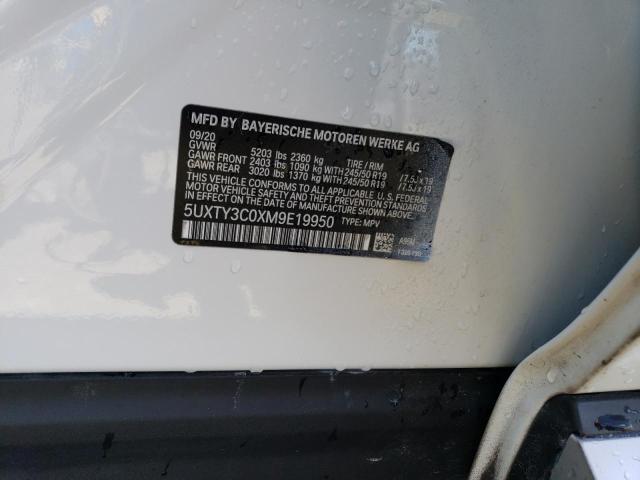 MFD BY BAYERISCHE MOTOREN WERKE AG
09/20
GVWR 5203 lbs 2360 kg TIRE / RIM
GAWR FRONT 2403 lbs 1090 kg WITH 245/50 R19 / 7.5J x 19
GAWR REAR 3020 lbs 1370 kg WITH 245/50 R19 / 7.5J x 19
THIS VEHICLE CONFORMS TO ALL APPLICABLE FEDERAL
MOTOR VEHICLE SAFETY STANDARDS IN
EFFECT ON THE DATE OF MANUFACTURE SHOWN ABOVE.
5UXTY3C0XM9E19950 TYPE: MPV